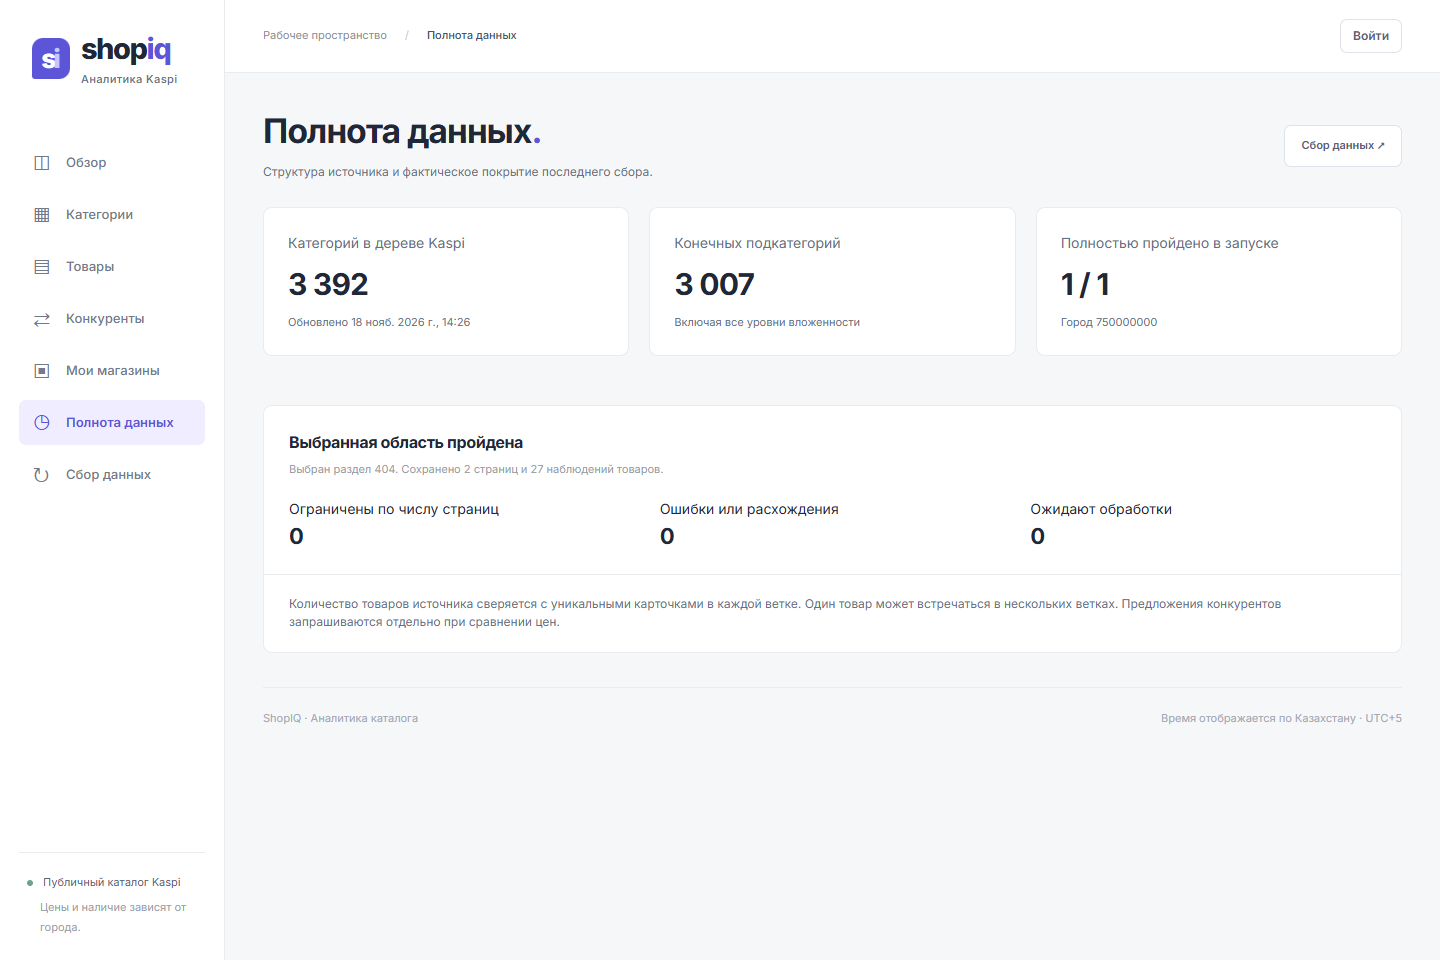 si shopiq
Аналитика Kaspi
Обзор
Категории
Товары
Конкуренты
Мои магазины
Полнота данных
Сбор данных
Публичный каталог Kaspi
Цены и наличие зависят от
города.
Рабочее пространство / Полнота данных
Войти
Полнота данных.
Структура источника и фактическое покрытие последнего сбора.
Сбор данных ↗
Категорий в дереве Kaspi
3 392
Обновлено 18 нояб. 2026 г., 14:26
Конечных подкатегорий
3 007
Включая все уровни вложенности
Полностью пройдено в запуске
1 / 1
Город 750000000
Выбранная область пройдена
Выбран раздел 404. Сохранено 2 страниц и 27 наблюдений товаров.
Ограничены по числу страниц
0
Ошибки или расхождения
0
Ожидают обработки
0
Количество товаров источника сверяется с уникальными карточками в каждой ветке. Один товар может встречаться в нескольких ветках. Предложения конкурентов
запрашиваются отдельно при сравнении цен.
ShopIQ · Аналитика каталога
Время отображается по Казахстану · UTC+5